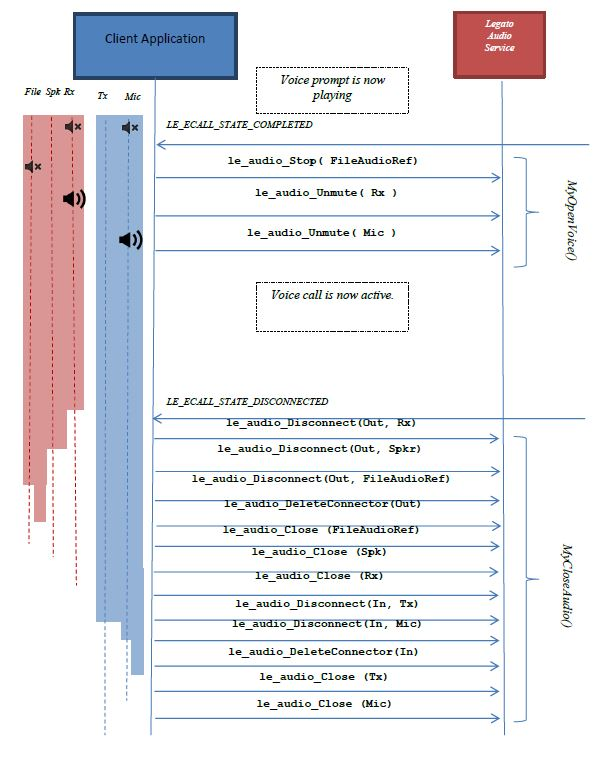 Client Application
Legato
Audio
Service
Voice prompt is now
playing
File Spk Rx
Tx Mic
LE_ECALL_STATE_COMPLETED
le_audio_Stop( FileAudioRef)
le_audio_Unmute( Rx )
le_audio_Unmute( Mic )
MyOpenVoice()
Voice call is now active.
LE_ECALL_STATE_DISCONNECTED
le_audio_Disconnect(Out, Rx)
le_audio_Disconnect(Out, Spkr)
le_audio_Disconnect(Out, FileAudioRef)
le_audio_DeleteConnector(Out)
le_audio_Close (FileAudioRef)
le_audio_Close (Spk)
le_audio_Close (Rx)
le_audio_Disconnect(In, Tx)
le_audio_Disconnect(In, Mic)
le_audio_DeleteConnector(In)
le_audio_Close (Tx)
le_audio_Close (Mic)
MyCloseAudio()